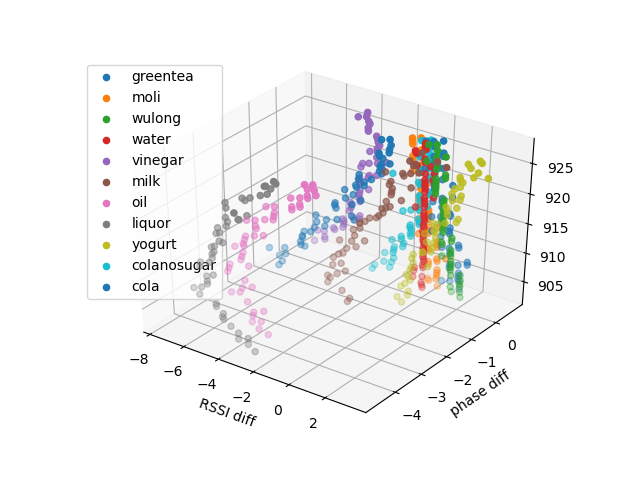 greentea
moli
wulong
water
vinegar
milk
oil
liquor
yogurt
colanosugar
cola
925
920
915
910
905
−8
−6
−4
−2
0
2
RSSI diff
−4
−3
−2
−1
0
phase diff